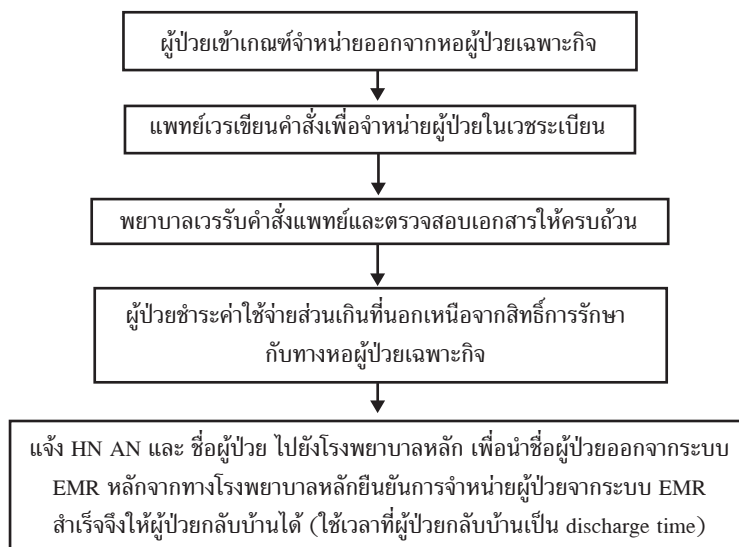 ผู้ป่วยเข้าเกณฑ์จำหน่ายออกจากหอผู้ป่วยเฉพาะกิจ
แพทย์เวรเขียนคำสั่งเพื่อจำหน่ายผู้ป่วยในเวชระเบียน
พยาบาลเวรรับคำสั่งแพทย์และตรวจสอบเอกสารให้ครบถ้วน
ผู้ป่วยชำระค่าใช้จ่ายส่วนเกินที่นอกเหนือจากสิทธิ์การรักษา
กับทางหอผู้ป่วยเฉพาะกิจ
แจ้ง HN AN และ ชื่อผู้ป่วย ไปยังโรงพยาบาลหลัก เพื่อนำชื่อผู้ป่วยออกจากระบบ
EMR หลักจากทางโรงพยาบาลหลักยืนยันการจำหน่ายผู้ป่วยจากระบบ EMR
สำเร็จจึงให้ผู้ป่วยกลับบ้านได้ (ใช้เวลาที่ผู้ป่วยกลับบ้านเป็น discharge time)